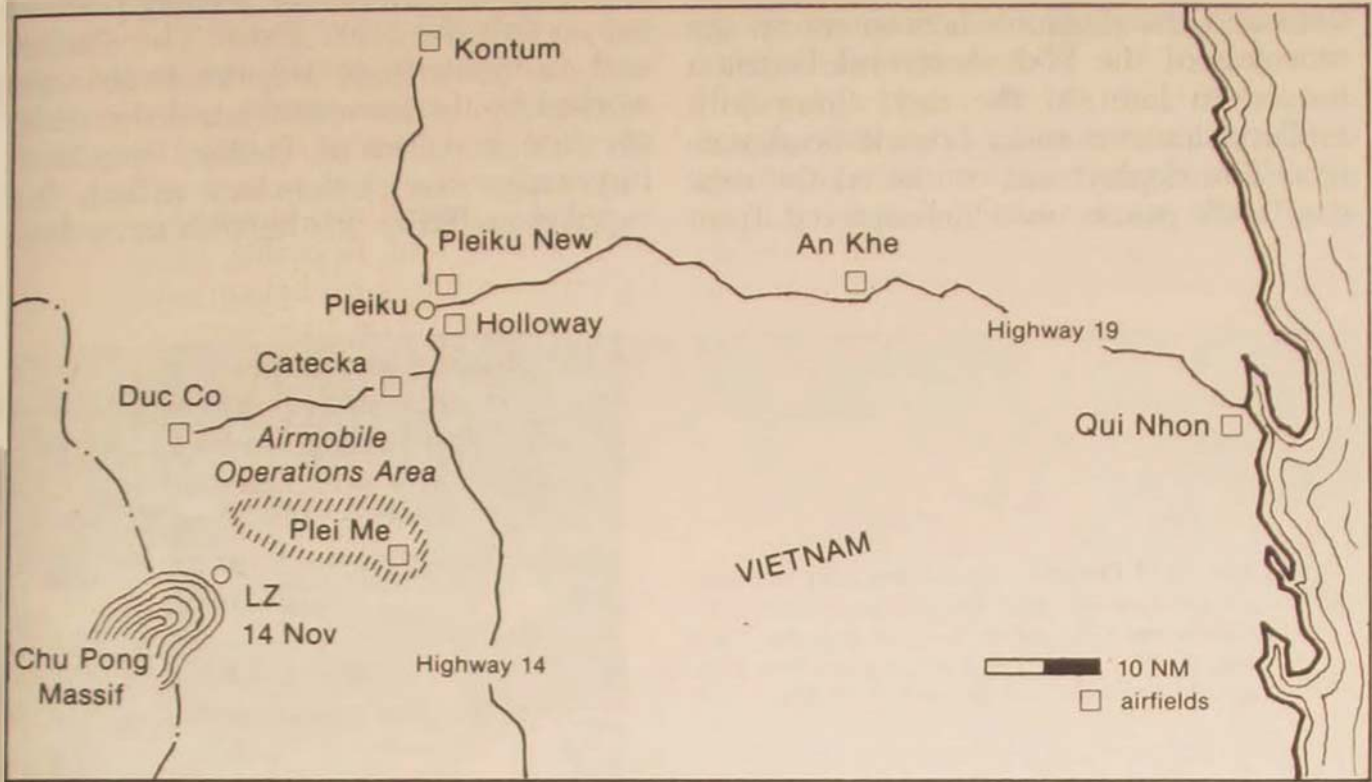 Kontum
Pleiku New
An Khe
Pleiku
Holloway
Highway 19
Catecka
Duc Co
Qui Nhon
Airmobile
Operations Area
Plei Me
VIETNAM
LZ
14 Nov
Chu Pong
Massif
Highway 14
10 NM
airfields